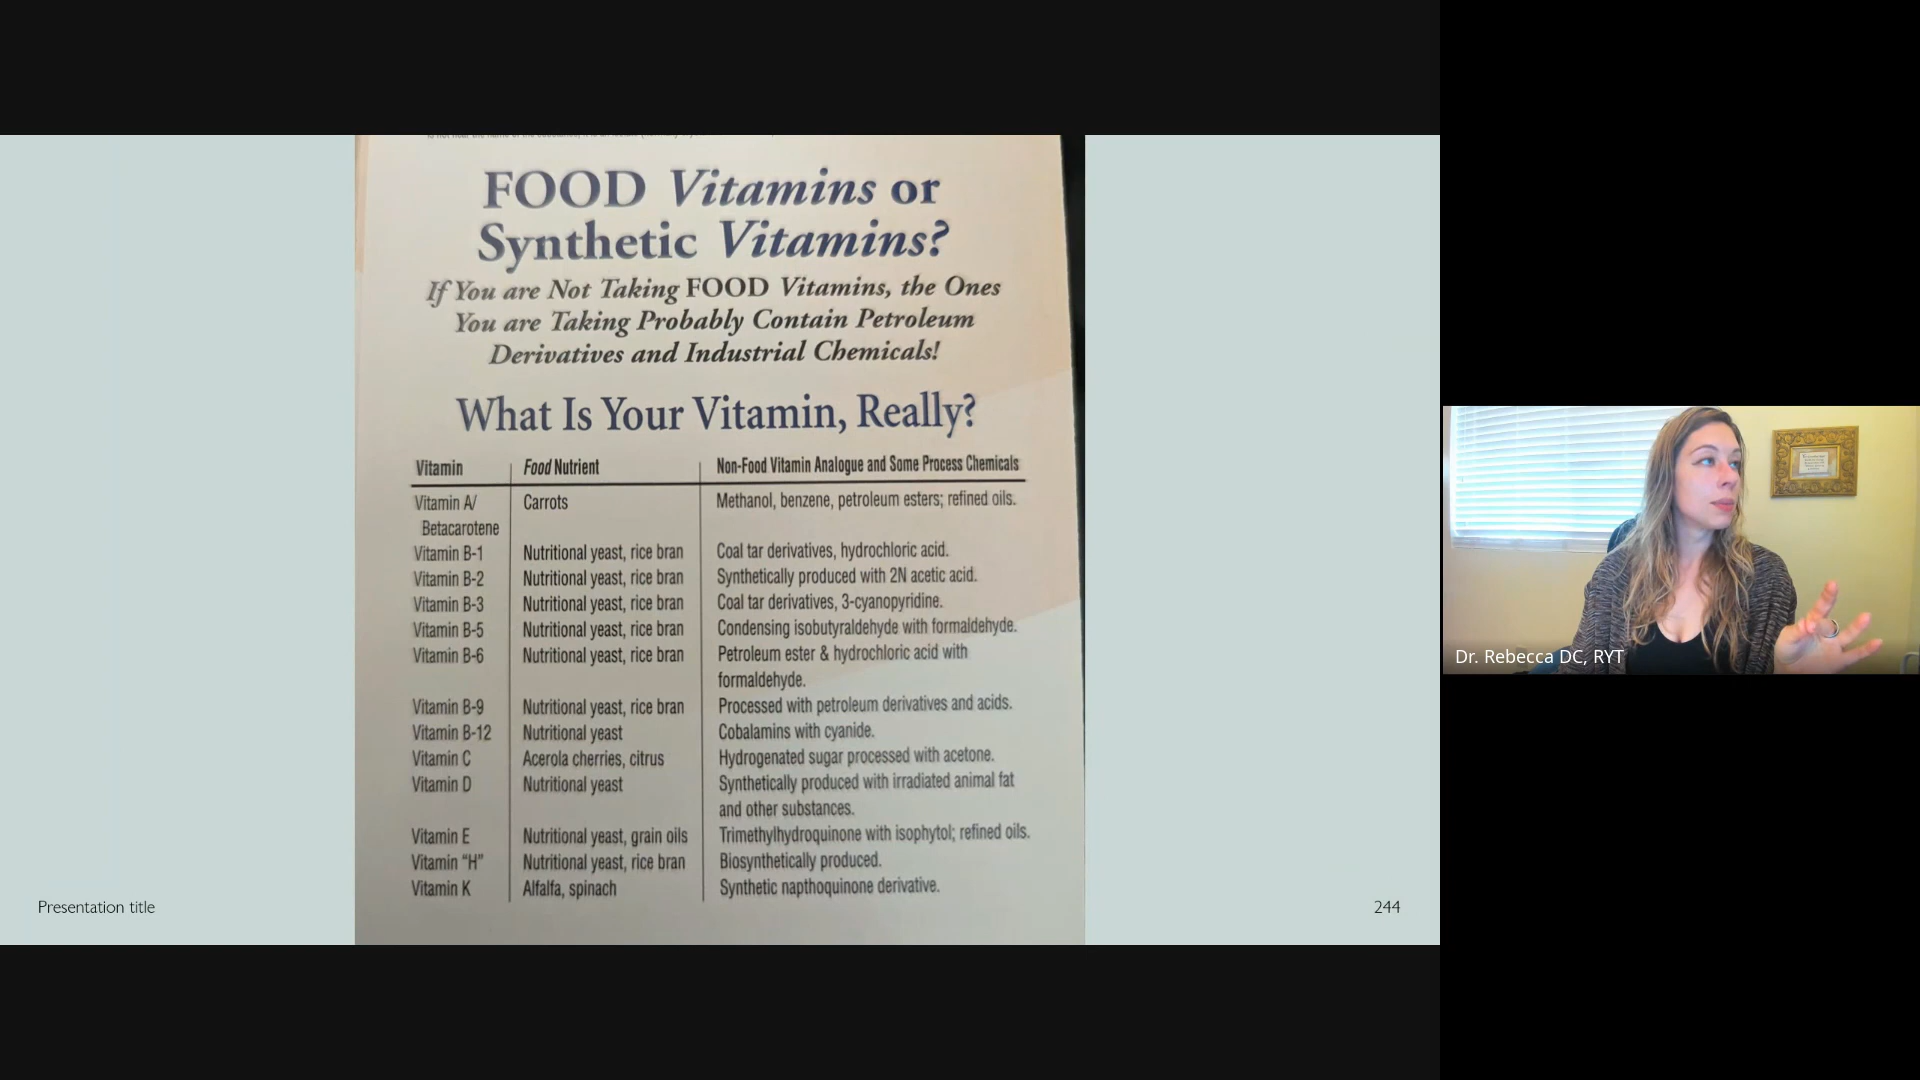 FOOD Vitamins or
Synthetic Vitamins?
If You are Not Taking FOOD Vitamins, the Ones
You are Taking Probably Contain Petroleum
Derivatives and Industrial Chemicals!
What Is Your Vitamin, Really?
Vitamin Food Nutrient Non-Food Vitamin Analogue and Some Process Chemicals
Vitamin A/ Carrots Methanol, benzene, petroleum esters; refined oils.
Betacarotene
Vitamin B-1 Nutritional yeast, rice bran Coal tar derivatives, hydrochloric acid.
Vitamin B-2 Nutritional yeast, rice bran Synthetically produced with 2N acetic acid.
Vitamin B-3 Nutritional yeast, rice bran Coal tar derivatives, 3-cyanopyridine.
Vitamin B-5 Nutritional yeast, rice bran Condensing isobutyraldehyde with formaldehyde.
Vitamin B-6 Nutritional yeast, rice bran Petroleum ester & hydrochloric acid with
formaldehyde.
Vitamin B-9 Nutritional yeast, rice bran Processed with petroleum derivatives and acids.
Vitamin B-12 Nutritional yeast Cobalamins with cyanide.
Vitamin C Acerola cherries, citrus Hydrogenated sugar processed with acetone.
Vitamin D Nutritional yeast Synthetically produced with irradiated animal fat
and other substances.
Vitamin E Nutritional yeast, grain oils Trimethylhydroquinone with isophytol; refined oils.
Vitamin "H" Nutritional yeast, rice bran Biosynthetically produced.
Vitamin K Alfalfa, spinach Synthetic napthoquinone derivative.
Presentation title
244
Dr. Rebecca DC, RYT